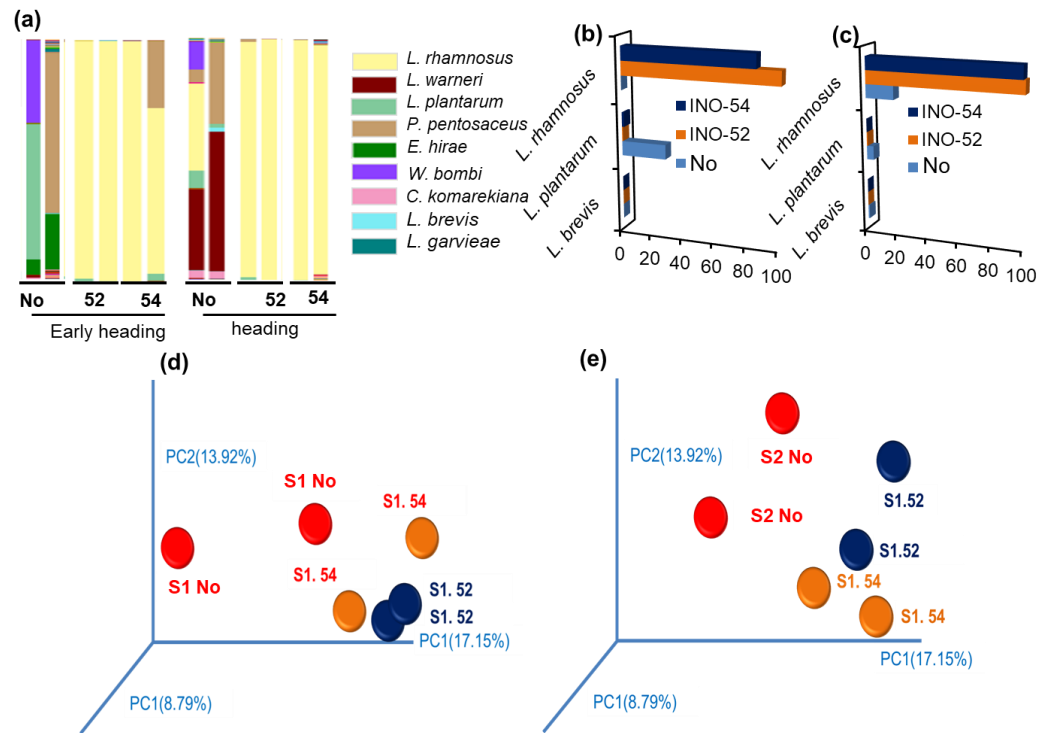 (a)
L. rhamnosus
L. warneri
L. plantarum
P. pentosaceus
E. hirae
W. bombi
C. komarekiana
L. brevis
L. garvieae
No 52 54
Early heading
No 52 54
heading
(b)
L. rhamnosus
L. plantarum
L. brevis
INO-54
INO-52
No
0 20 40 60 80 100
(c)
L. rhamnosus
L. plantarum
L. brevis
INO-54
INO-52
No
0 20 40 60 80 100
(d)
PC2(13.92%)
S1 No
S1. 54
S1 No
S1. 54
S1. 52
S1. 52
PC1(17.15%)
PC1(8.79%)
(e)
PC2(13.92%)
S2 No
S1.52
S2 No
S1.52
S1. 54
S1. 54
PC1(17.15%)
PC1(8.79%)